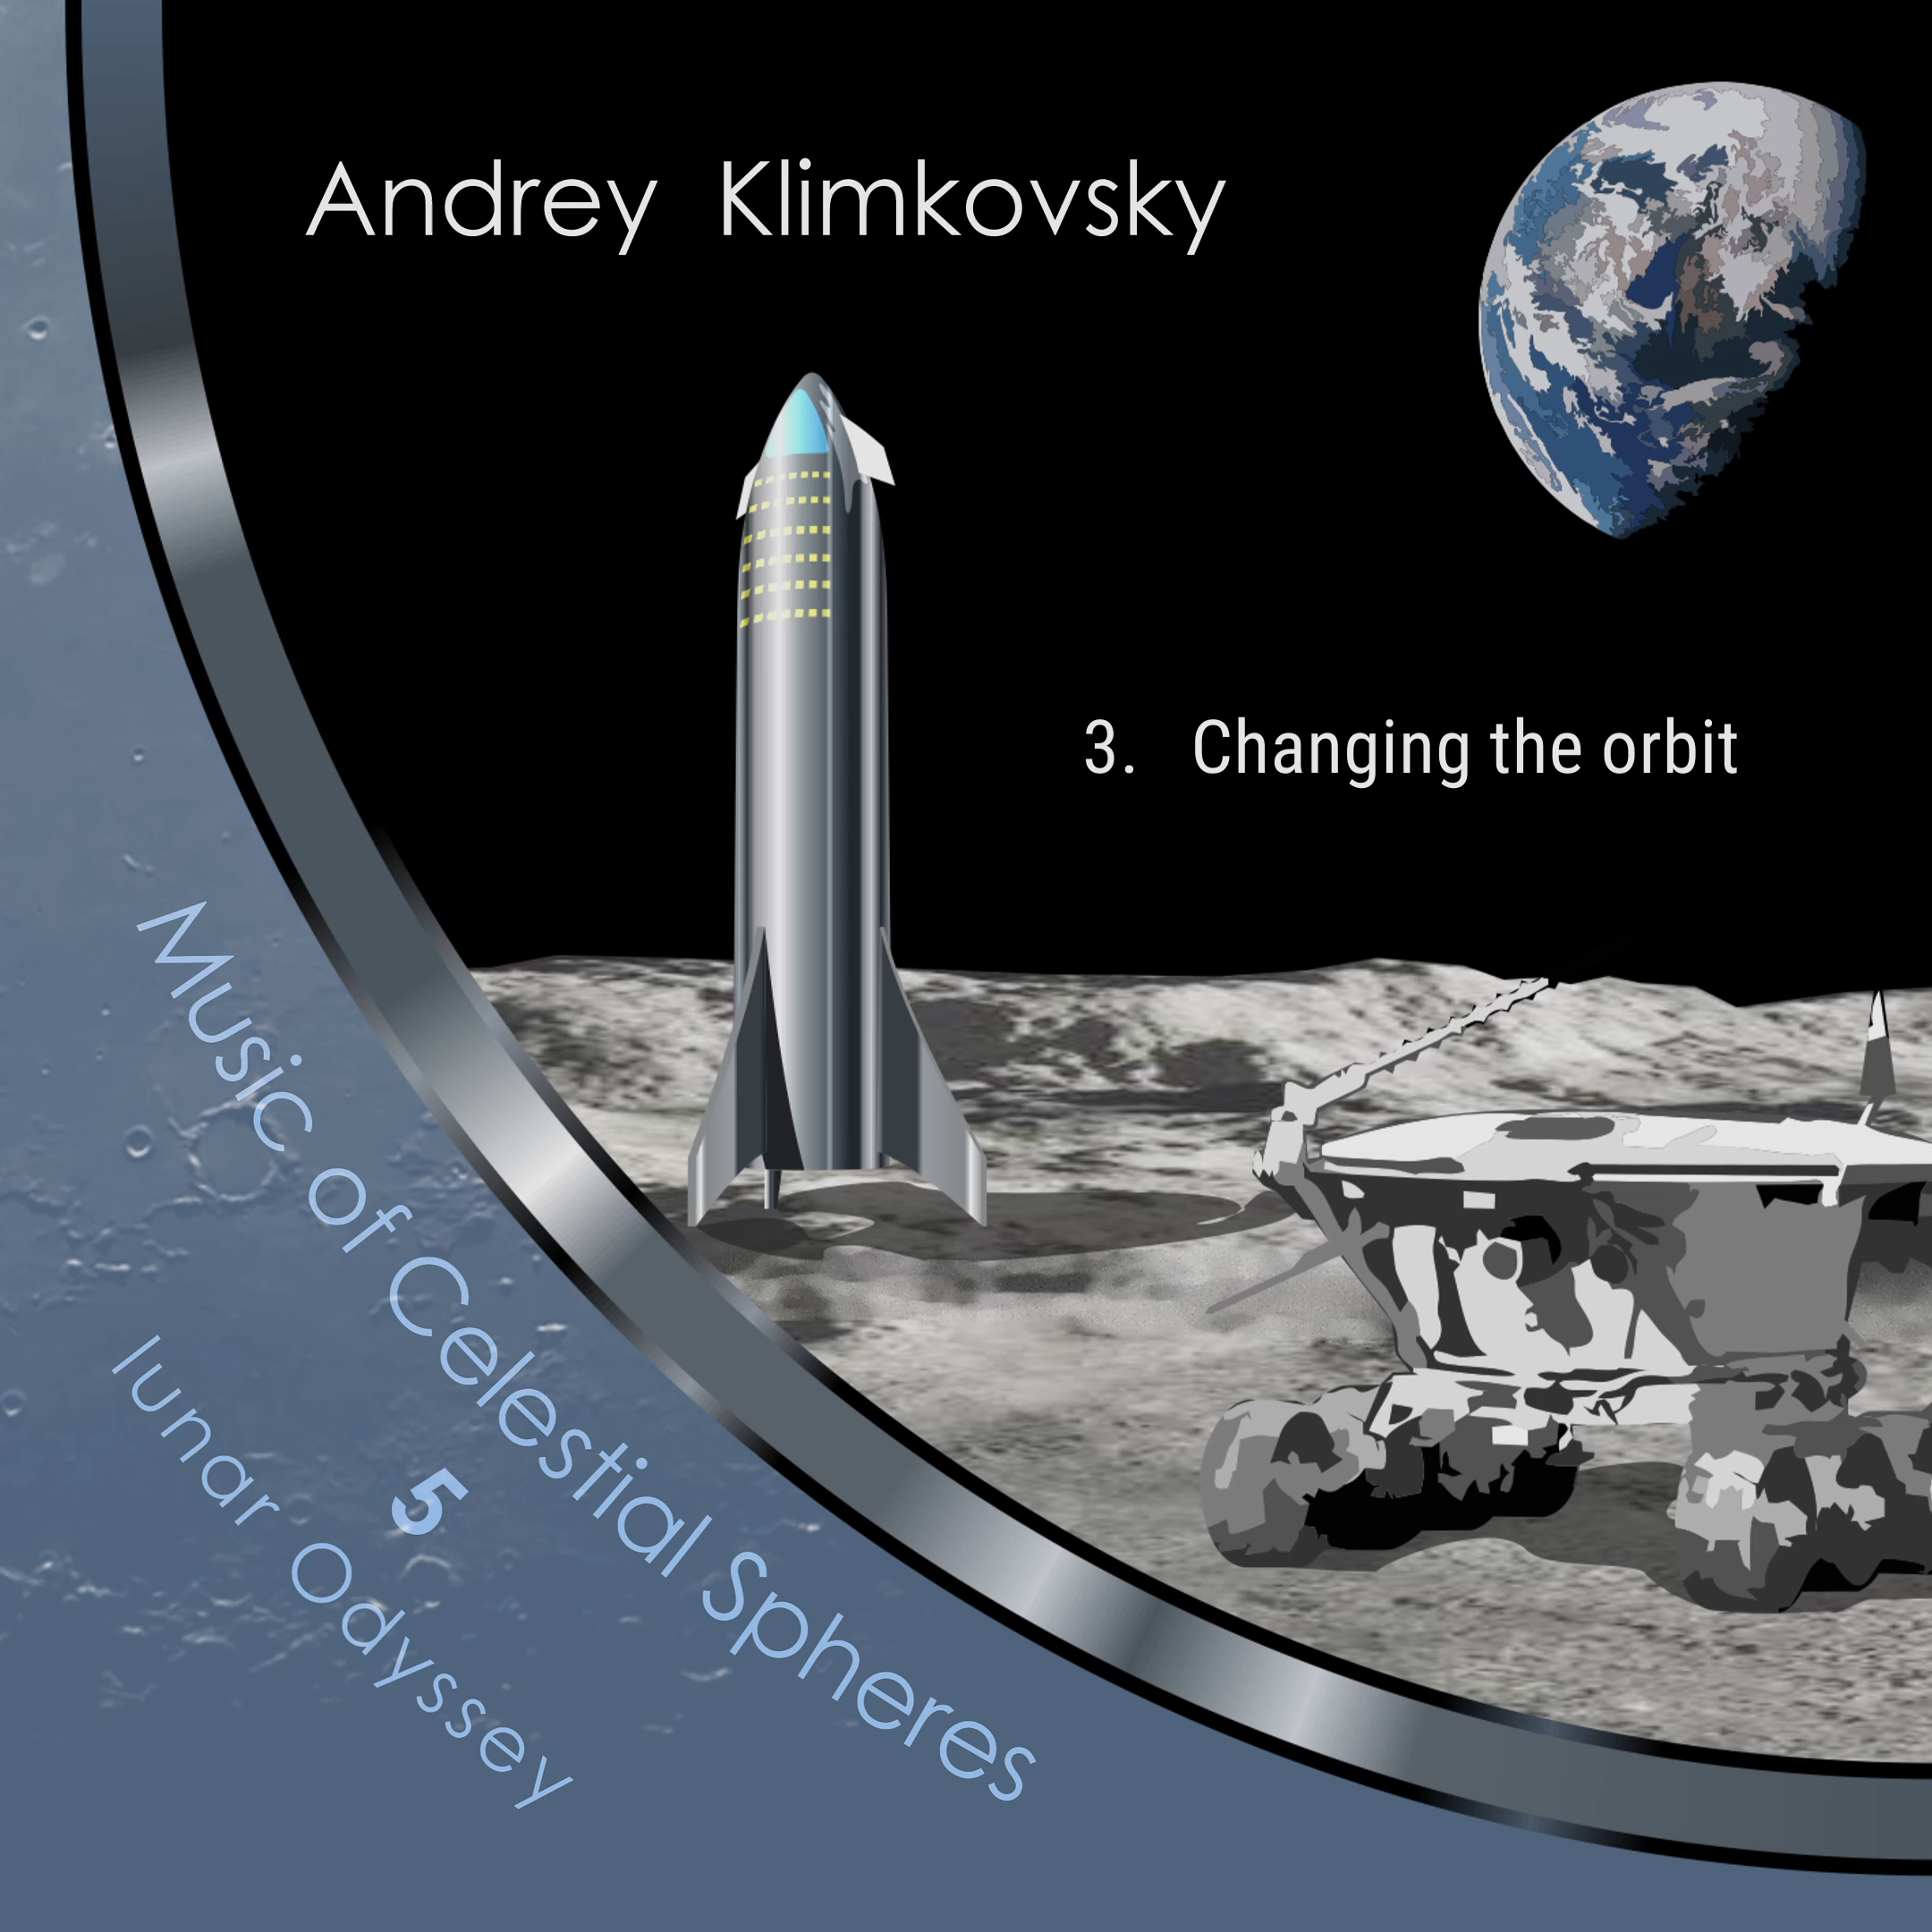 Andrey Klimkovsky
3. Changing the orbit
Music of Celestial Spheres
5
lunar Odyssey